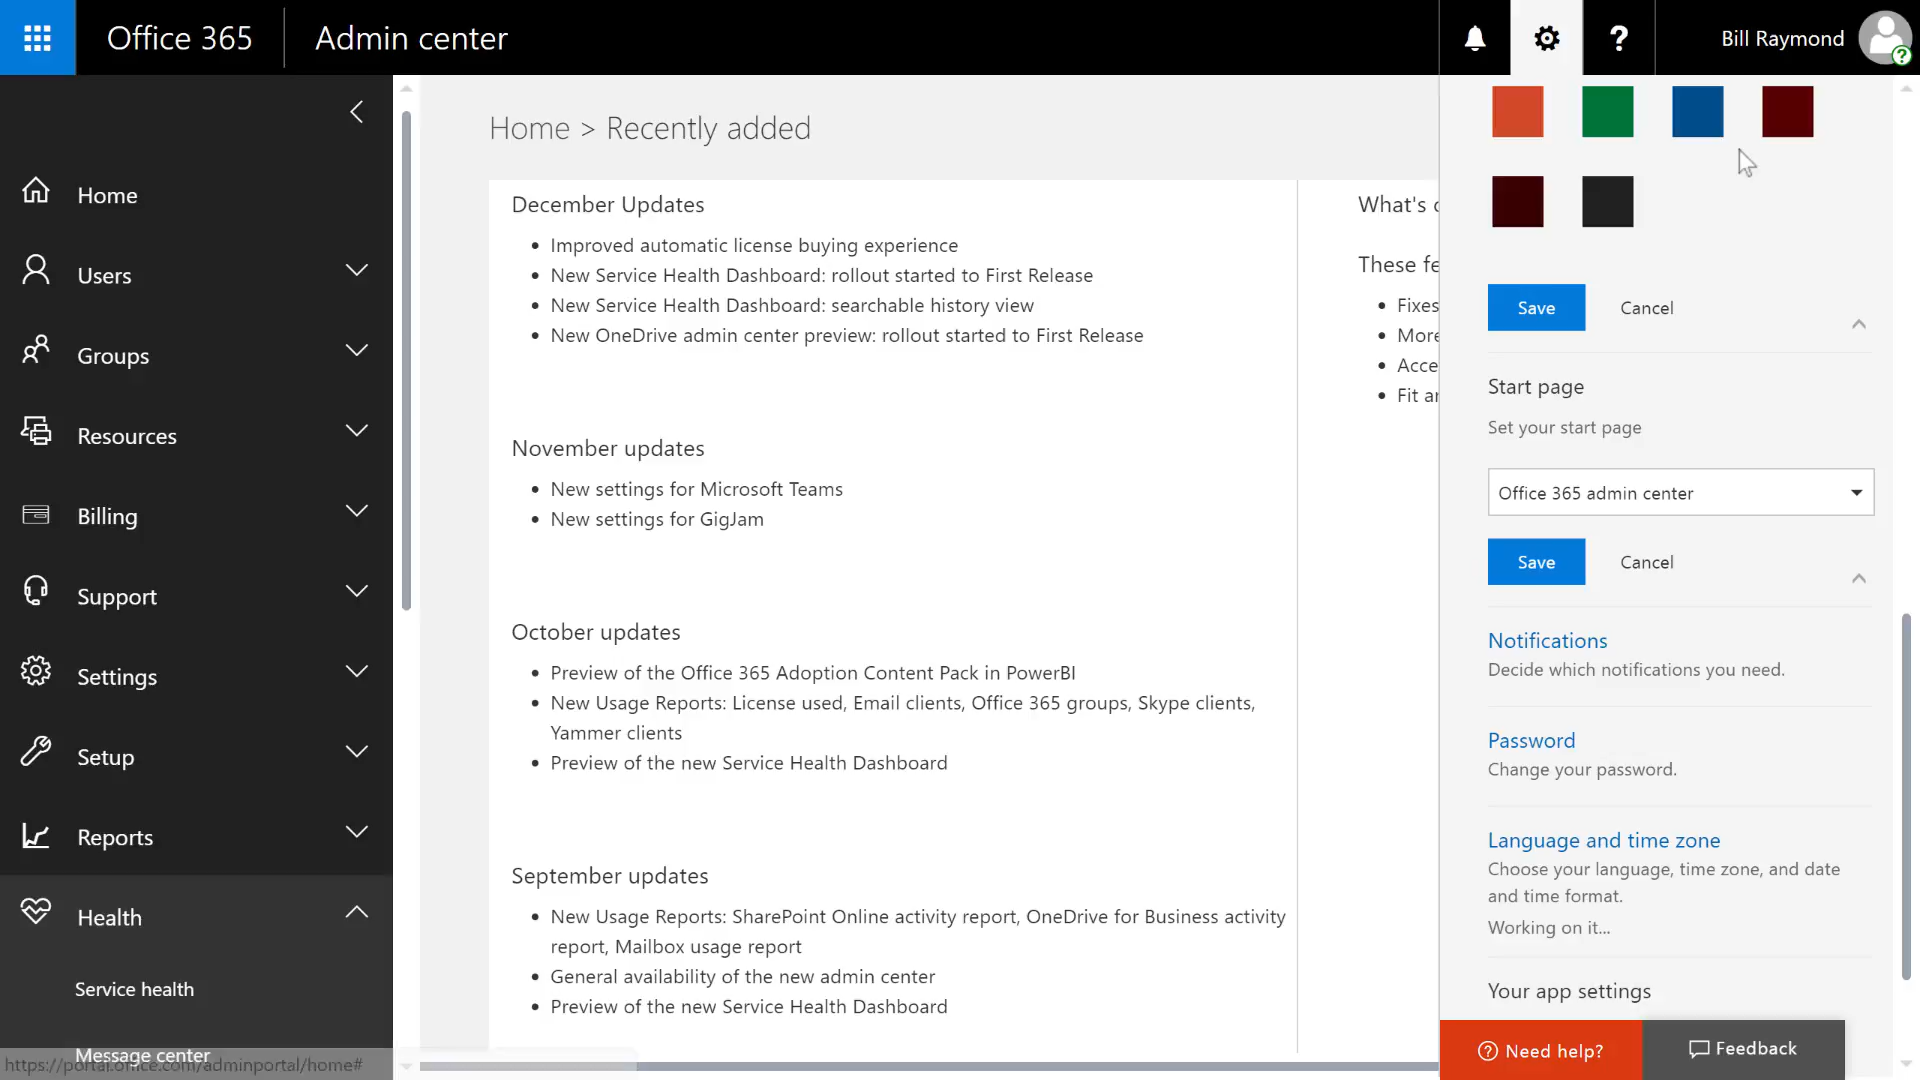 Office 365
Admin center
Bill Raymond
Home
Users
Groups
Resources
Billing
Support
Settings
Setup
Reports
Health
Service health
Message center
https://portal.office.com/adminportal/home#
Home > Recently added
December Updates
Improved automatic license buying experience
New Service Health Dashboard: rollout started to First Release
New Service Health Dashboard: searchable history view
New OneDrive admin center preview: rollout started to First Release
November updates
New settings for Microsoft Teams
New settings for GigJam
October updates
Preview of the Office 365 Adoption Content Pack in PowerBI
New Usage Reports: License used, Email clients, Office 365 groups, Skype clients,
Yammer clients
Preview of the new Service Health Dashboard
September updates
New Usage Reports: SharePoint Online activity report, OneDrive for Business activity
report, Mailbox usage report
General availability of the new admin center
Preview of the new Service Health Dashboard
What's
These
Fixes
More
Fit
Save
Cancel
Start page
Set your start page
Office 365 admin center
Save
Cancel
Notifications
Decide which notifications you need.
Password
Change your password.
Language and time zone
Choose your language, time zone, and date
and time format.
Working on it...
Your app settings
Need help?
Feedback